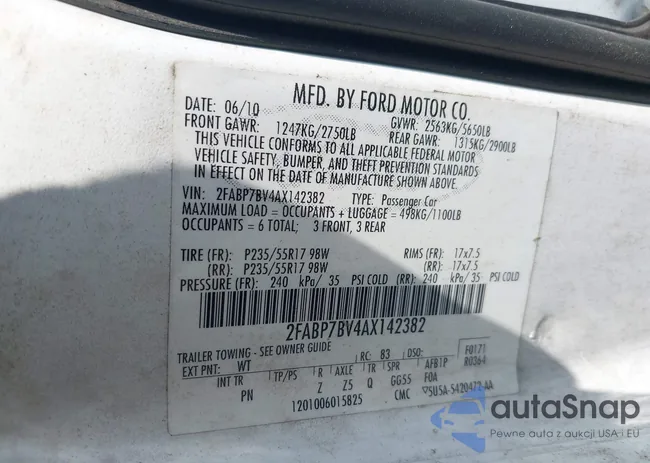 MFD. BY FORD MOTOR CO.
DATE: 06/10 GVWR: 2563KG/5650LB
FRONT GAWR: 1247KG/2750LB REAR GAWR: 1315KG/2900LB
THIS VEHICLE CONFORMS TO ALL APPLICABLE FEDERAL MOTOR
VEHICLE SAFETY, BUMPER, AND THEFT PREVENTION STANDARDS
IN EFFECT ON THE DATE OF MANUFACTURE SHOWN ABOVE.
VIN: 2FABP7BV4AX142382 TYPE: Passenger Car
MAXIMUM LOAD = OCCUPANTS + LUGGAGE = 498KG/1100LB
OCCUPANTS = 6 TOTAL: 3 FRONT, 3 REAR
TIRE (FR): P235/55R17 98W RIMS (FR): 17x7.5
(RR): P235/55R17 98W (RR): 17x7.5
PRESSURE (FR): 240 kPa/ 35 PSI COLD (RR): 240 kPa/ 35 PSI COLD
2FABP7BV4AX142382
TRAILER TOWING - SEE OWNER GUIDE
F0171
EXT PNT: WT RC: 83 DSO: R0364
INT TR TP/PS R AXLE TR SPR AFB1P
PN Z Z5 Q GG55 F0A
1201006015825 CMC 5U5A-5420472-AA
autaSnap
Pewne auta z aukcji USA i EU